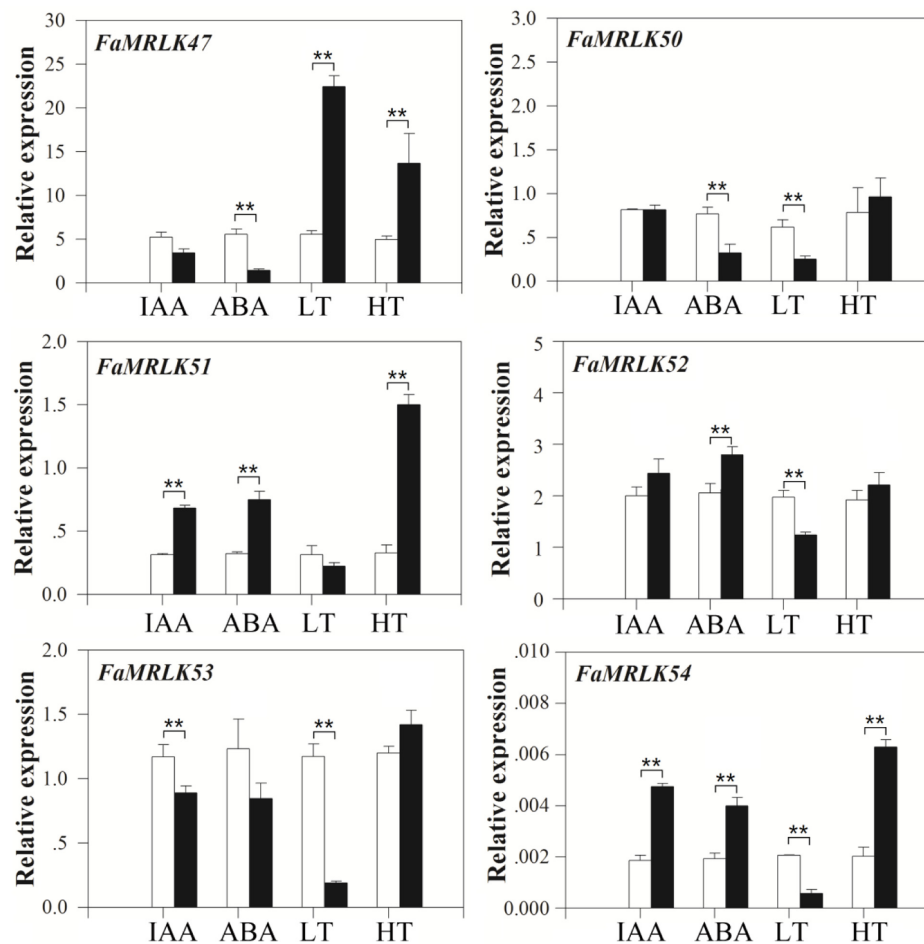 FaMRLK47
Relative expression
30
25
20
15
10
5
0
**
**
**
IAA ABA LT HT
FaMRLK50
Relative expression
3.0
2.5
2.0
1.5
1.0
.5
0.0
**
**
IAA ABA LT HT
FaMRLK51
Relative expression
2.0
1.5
1.0
.5
0.0
**
**
**
IAA ABA LT HT
FaMRLK52
Relative expression
5
4
3
2
1
0
**
**
IAA ABA LT HT
FaMRLK53
Relative expression
2.0
1.5
1.0
.5
0.0
**
**
IAA ABA LT HT
FaMRLK54
Relative expression
.010
.008
0.006
0.004
.002
0.000
**
**
**
**
IAA ABA LT HT